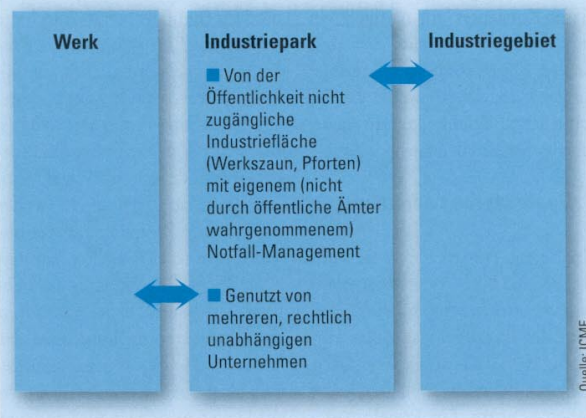 Werk
Industriepark
Industriegebiet
■ Von der
Öffentlichkeit nicht
zugängliche
Industriefläche
(Werkszaun, Pforten)
mit eigenem (nicht
durch öffentliche Ämter
wahrgenommenem)
Notfall-Management
■ Genutzt von
mehreren, rechtlich
unabhängigen
Unternehmen
Quelle: ICME